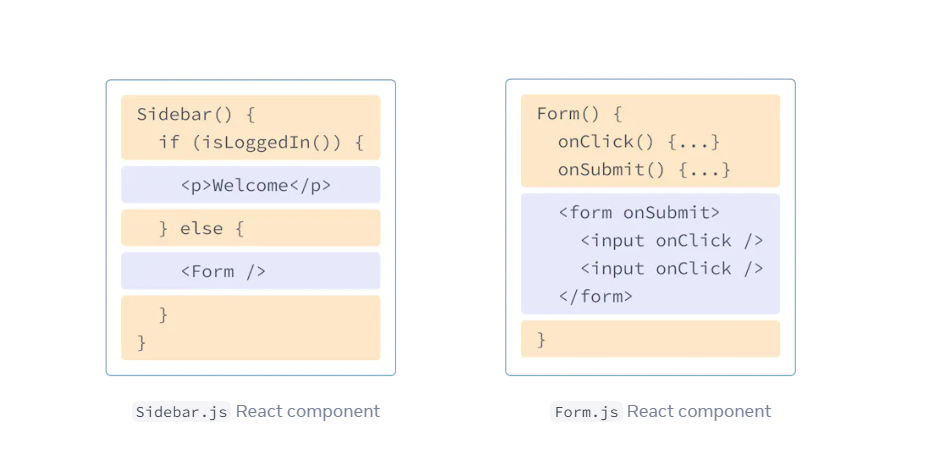 Sidebar() {
if (isLoggedIn()) {
<p>Welcome</p>
} else {
<Form />
}
}
Sidebar.js React component
Form() {
onClick() {...}
onSubmit() {...}
<form onSubmit>
<input onClick />
<input onClick />
</form>
}
Form.js React component